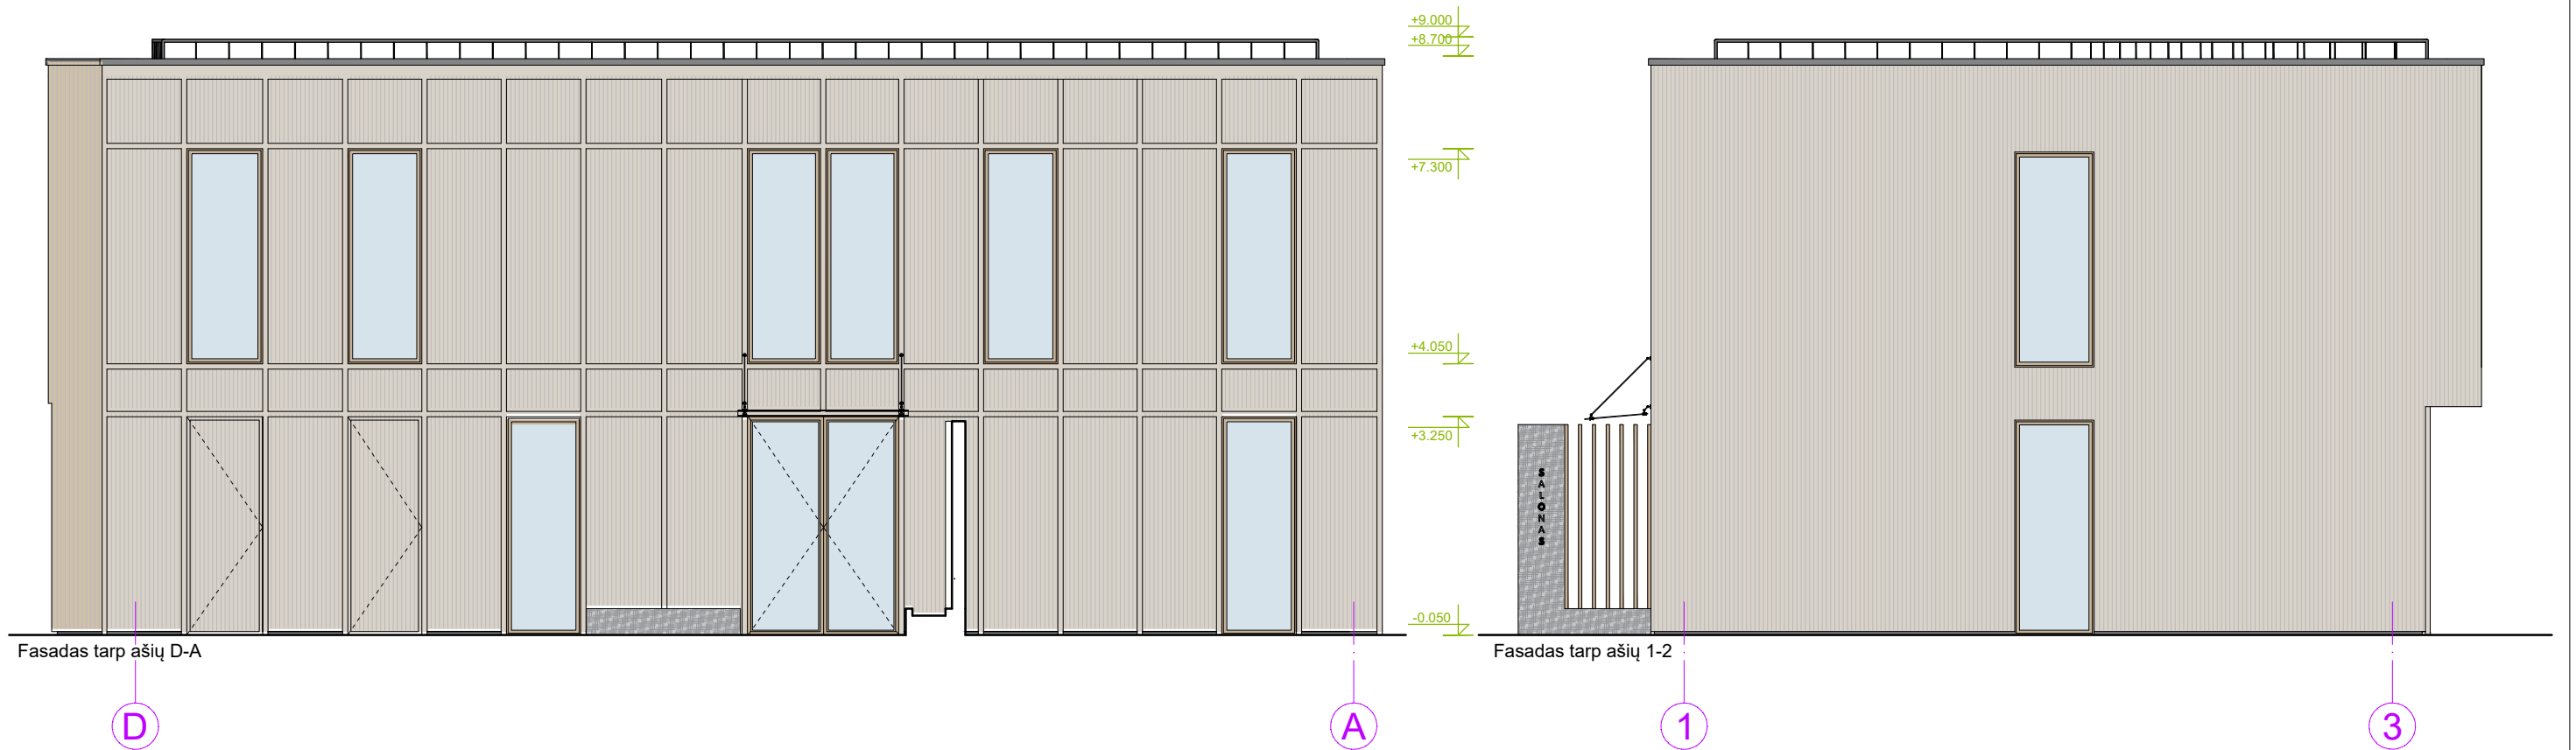 +9.000
+8.700
+7.300
+4.050
+3.250
-0.050
SALONAS
Fasadas tarp ašių D-A
Fasadas tarp ašių 1-2
D
A
1
3